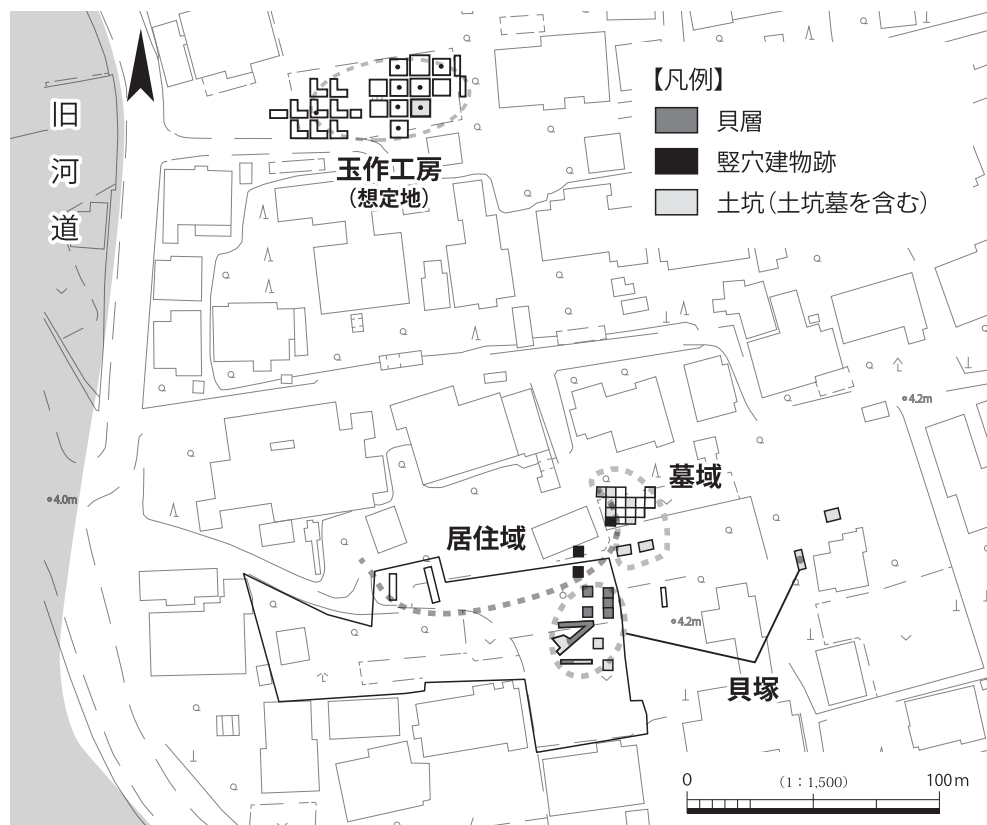 旧河道
【凡例】
貝層
竪穴建物跡
土坑（土坑墓を含む）
玉作工房
（想定地）
4.2m
墓域
4.0m
居住域
4.2m
貝塚
0
（1：1,500）
100m